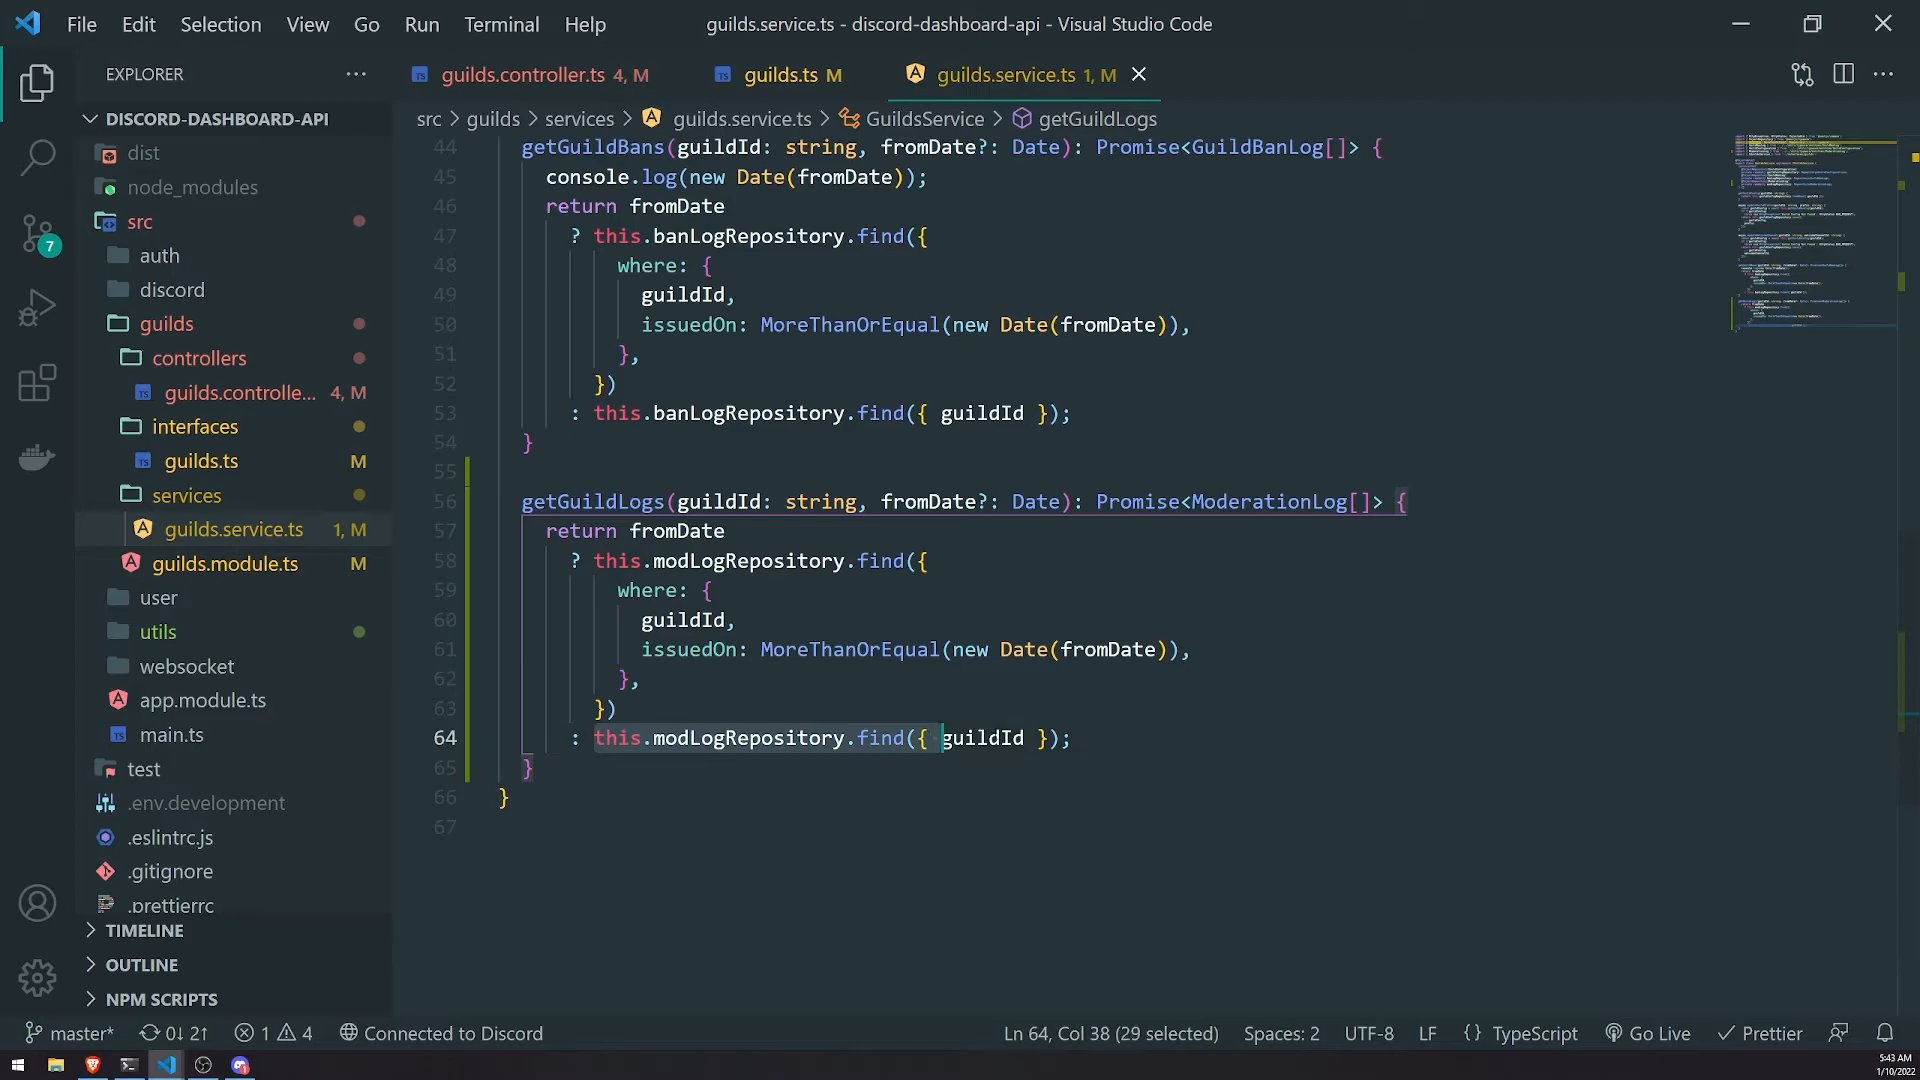 File Edit Selection View Go Run Terminal Help
guilds.service.ts - discord-dashboard-api - Visual Studio Code
EXPLORER
guilds.controller.ts 4, M
guilds.ts M
guilds.service.ts 1, M
DISCORD-DASHBOARD-API
src > guilds > services > guilds.service.ts > GuildsService > getGuildLogs
dist
node_modules
src
auth
discord
guilds
controllers
guilds.controlle... 4, M
interfaces
guilds.ts M
services
guilds.service.ts 1, M
guilds.module.ts M
user
utils
websocket
app.module.ts
main.ts
test
.env.development
.eslintrc.js
.gitignore
.prettierrc
TIMELINE
OUTLINE
NPM SCRIPTS
7
44 getGuildBans(guildId: string, fromDate?: Date): Promise<GuildBanLog[]> {
45 console.log(new Date(fromDate));
46 return fromDate
47 ? this.banLogRepository.find({
48 where: {
49 guildId,
50 issuedOn: MoreThanOrEqual(new Date(fromDate)),
51 },
52 })
53 : this.banLogRepository.find({ guildId });
54 }
55
56 getGuildLogs(guildId: string, fromDate?: Date): Promise<ModerationLog[]> {
57 return fromDate
58 ? this.modLogRepository.find({
59 where: {
60 guildId,
61 issuedOn: MoreThanOrEqual(new Date(fromDate)),
62 },
63 })
64 : this.modLogRepository.find({ guildId });
65 }
66 }
67
master* 0↓ 2↑ 1 4 Connected to Discord
Ln 64, Col 38 (29 selected) Spaces: 2 UTF-8 LF {} TypeScript Go Live Prettier
5:43 AM
1/10/2022